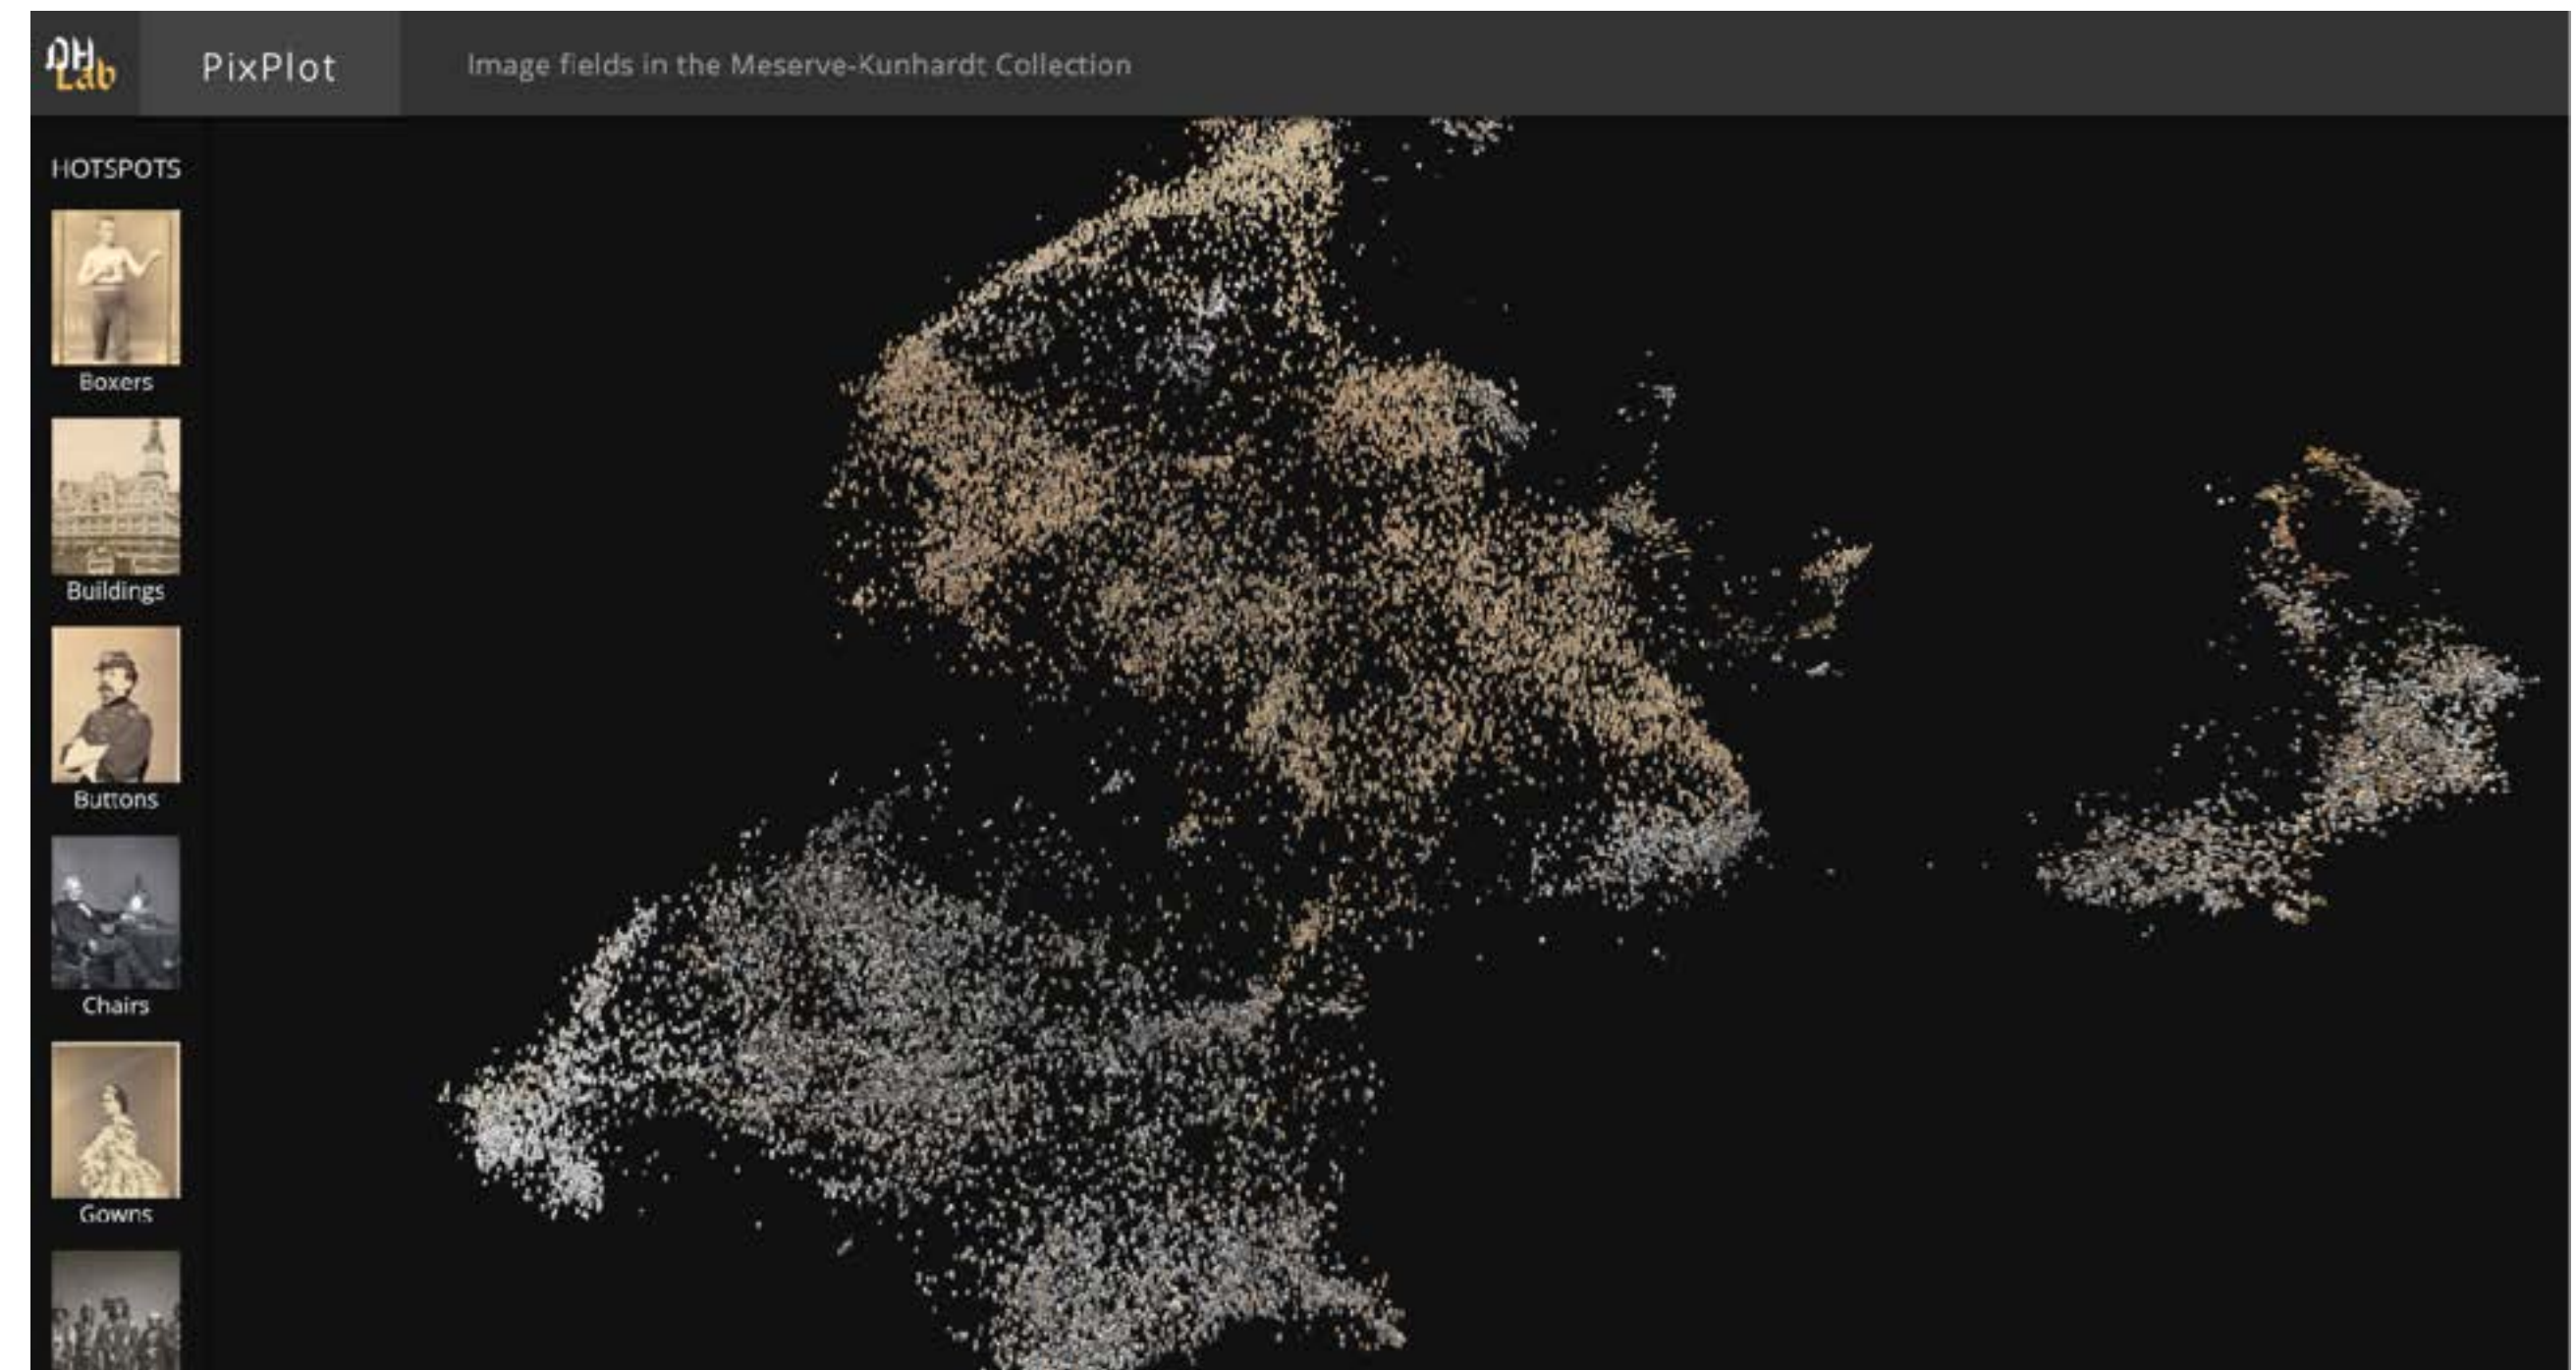 DH
Lab
PixPlot
Image fields in the Meserve-Kunhardt Collection
HOTSPOTS
Boxers
Buildings
Buttons
Chairs
Gowns